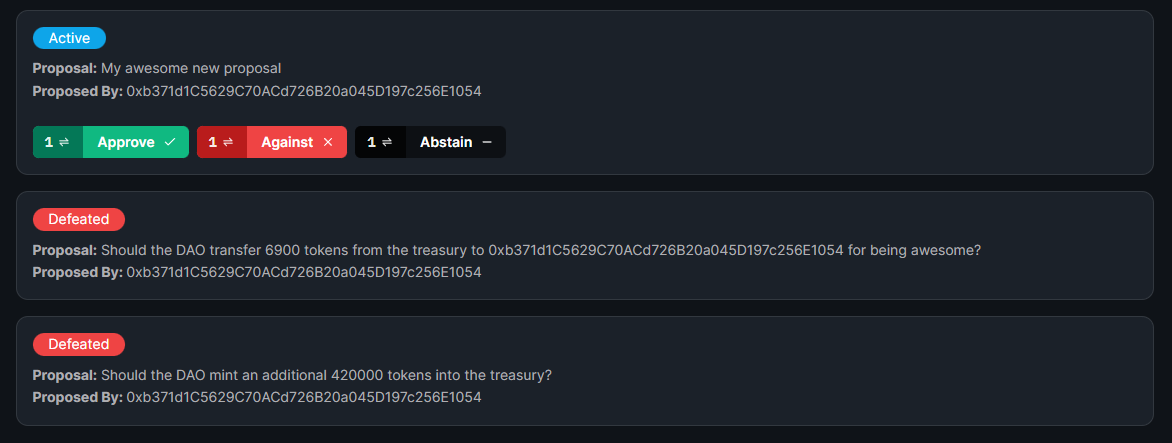 Active
Proposal: My awesome new proposal
Proposed By: 0xb371d1C5629C70ACd726B20a045D197c256E1054
1 ⇌ Approve ✓ 1 ⇌ Against × 1 ⇌ Abstain −
Defeated
Proposal: Should the DAO transfer 6900 tokens from the treasury to 0xb371d1C5629C70ACd726B20a045D197c256E1054 for being awesome?
Proposed By: 0xb371d1C5629C70ACd726B20a045D197c256E1054
Defeated
Proposal: Should the DAO mint an additional 420000 tokens into the treasury?
Proposed By: 0xb371d1C5629C70ACd726B20a045D197c256E1054